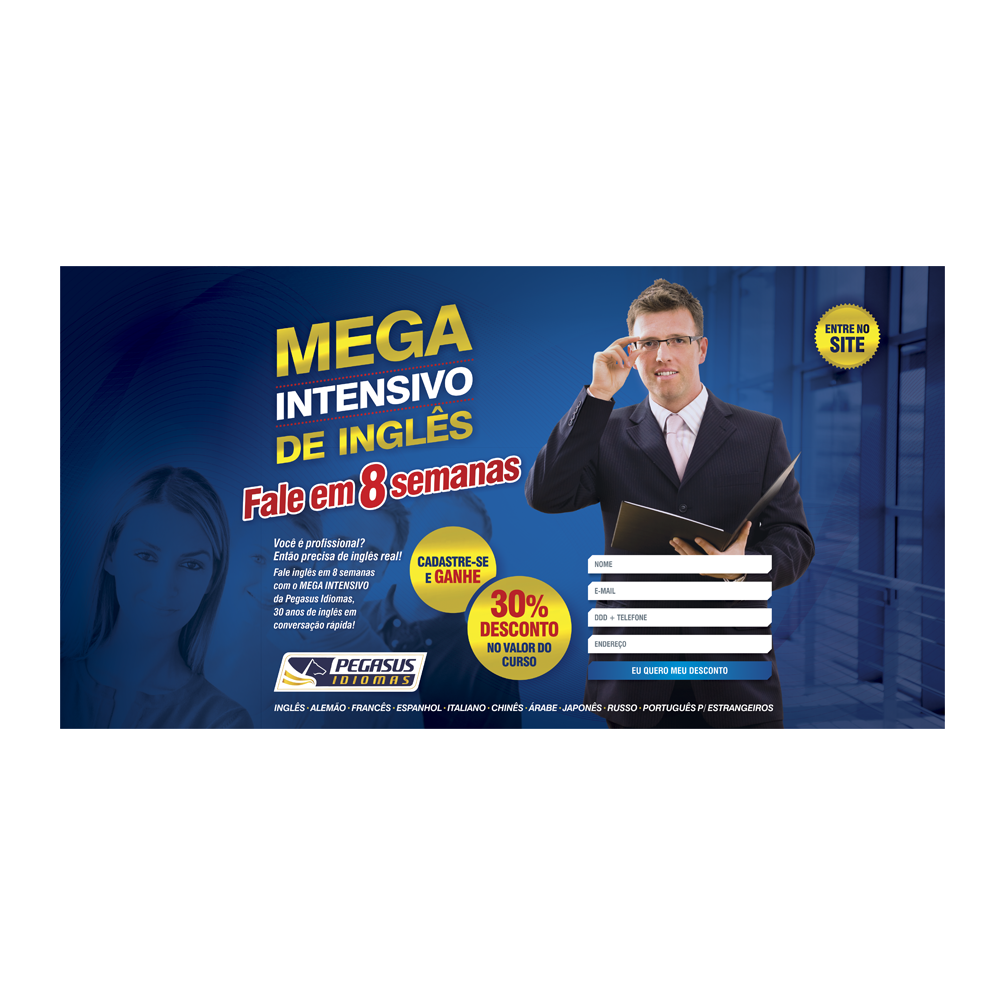 MEGA
INTENSIVO
DE INGLÊS
Fale em 8 semanas
ENTRE NO
SITE
Você é profissional?
Então precisa de inglês real!
Fale inglês em 8 semanas
com o MEGA INTENSIVO
da Pegasus Idiomas,
30 anos de inglês em
conversação rápida!
CADASTRE-SE
E GANHE
30%
DESCONTO
NO VALOR DO
CURSO
NOME
E-MAIL
DDD + TELEFONE
ENDEREÇO
EU QUERO MEU DESCONTO
PEGASUS
IDIOMAS
INGLÊS · ALEMÃO · FRANCÊS · ESPANHOL · ITALIANO · CHINÊS · ÁRABE · JAPONÊS · RUSSO · PORTUGUÊS P/ ESTRANGEIROS